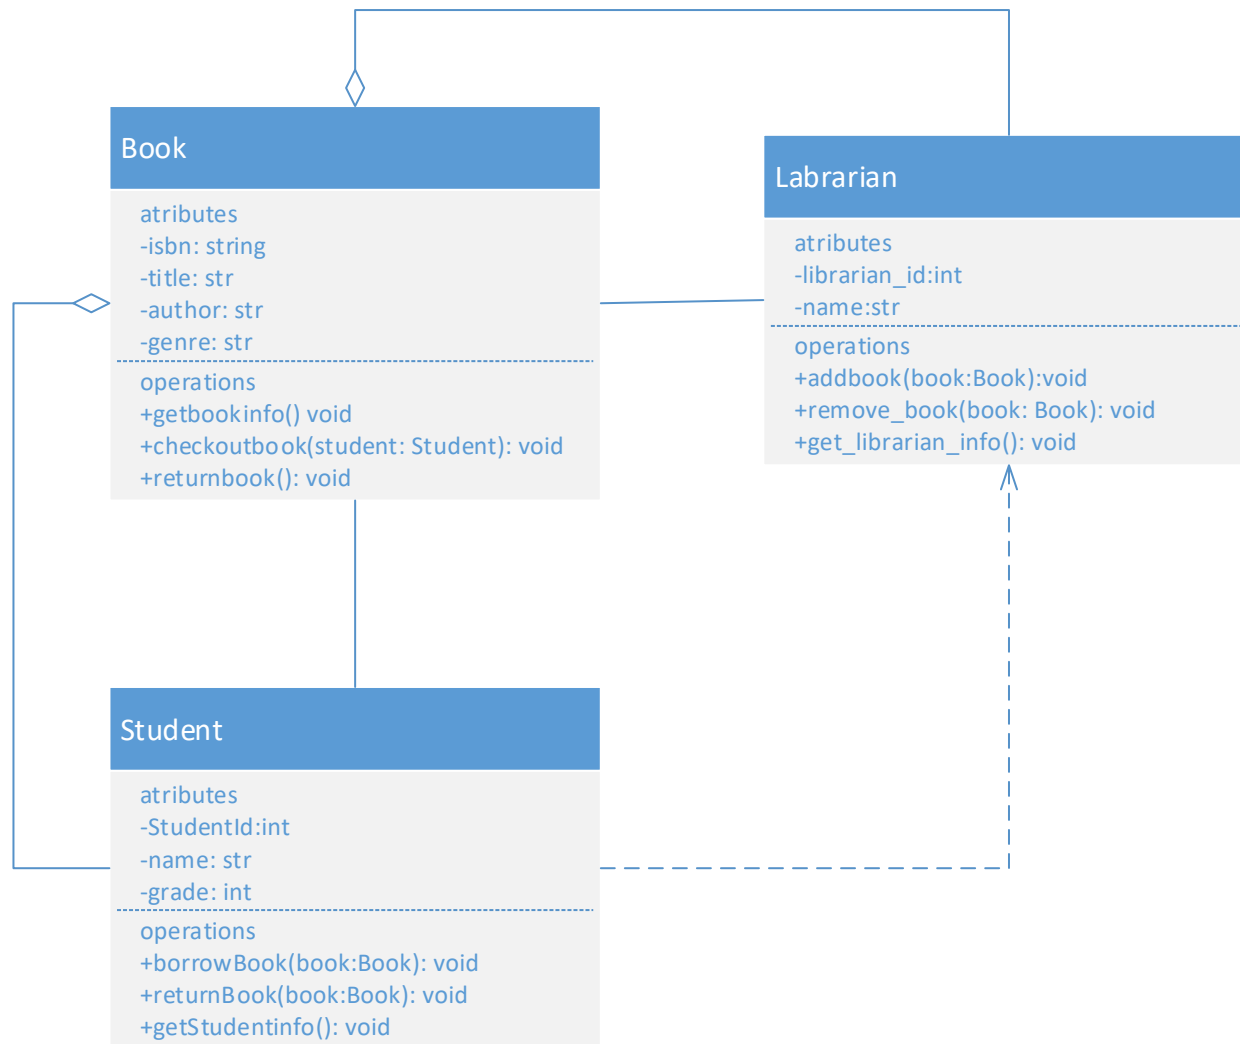 Book
atributes
-isbn: string
-title: str
-author: str
-genre: str
operations
+getbookinfo() void
+checkoutbook(student: Student): void
+returnbook(): void
Labrarian
atributes
-librarian_id:int
-name:str
operations
+addbook(book:Book):void
+remove_book(book: Book): void
+get_librarian_info(): void
Student
atributes
-StudentId:int
-name: str
-grade: int
operations
+borrowBook(book:Book): void
+returnBook(book:Book): void
+getStudentinfo(): void